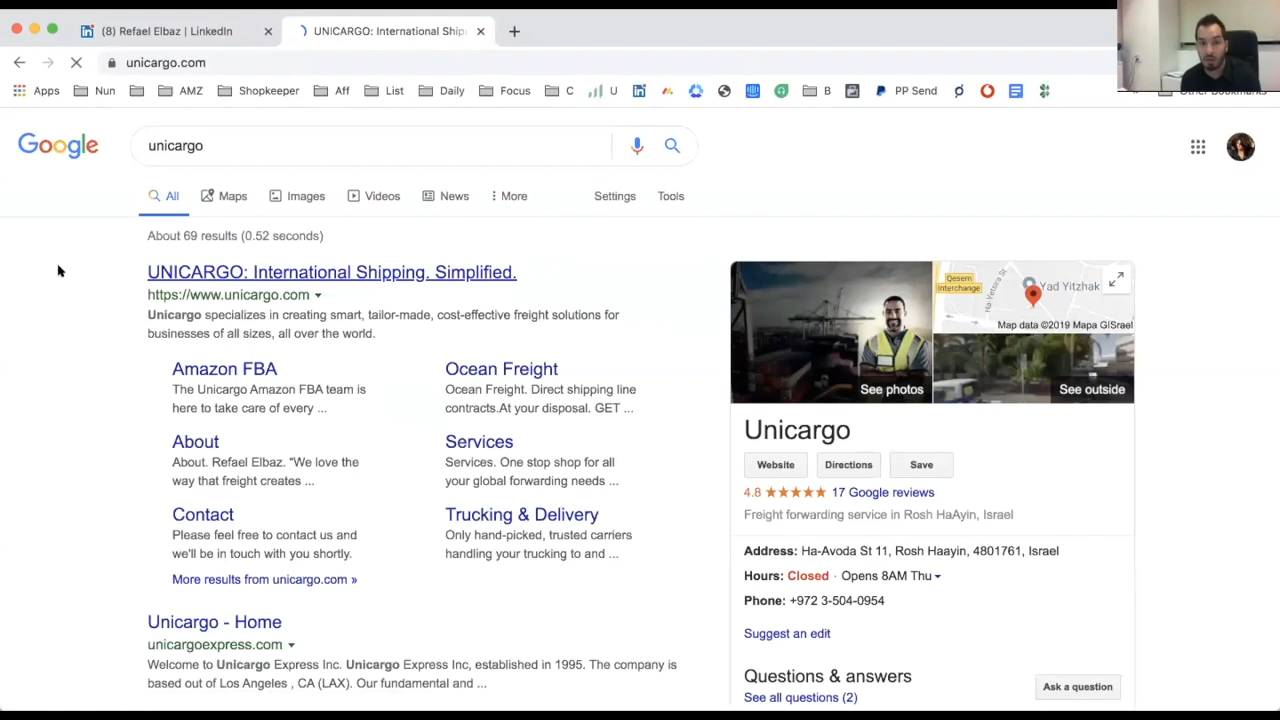 (8) Refael Elbaz | LinkedIn
UNICARGO: International Ship
unicargo.com
Apps Nun AMZ Shopkeeper Aff List Daily Focus C U B PP Send
Google
unicargo
All Maps Images Videos News More Settings Tools
About 69 results (0.52 seconds)
UNICARGO: International Shipping. Simplified.
https://www.unicargo.com
Unicargo specializes in creating smart, tailor-made, cost-effective freight solutions for
businesses of all sizes, all over the world.
Amazon FBA
The Unicargo Amazon FBA team is
here to take care of every ...
Ocean Freight
Ocean Freight. Direct shipping line
contracts.At your disposal. GET ...
About
About. Refael Elbaz. “We love the
way that freight creates ...
Services
Services. One stop shop for all
your global forwarding needs ...
Contact
Please feel free to contact us and
we'll be in touch with you shortly.
Trucking & Delivery
Only hand-picked, trusted carriers
handling your trucking to and ...
More results from unicargo.com »
Unicargo - Home
unicargoexpress.com
Welcome to Unicargo Express Inc. Unicargo Express Inc, established in 1995. The company is
based out of Los Angeles , CA (LAX). Our fundamental and ...
Qesem
Interchange
Ha-Yetsira St
Yad Yitzhak
Map data ©2019 Mapa GISrael
See photos
See outside
Unicargo
Website Directions Save
4.8 17 Google reviews
Freight forwarding service in Rosh HaAyin, Israel
Address: Ha-Avoda St 11, Rosh Haayin, 4801761, Israel
Hours: Closed · Opens 8AM Thu
Phone: +972 3-504-0954
Suggest an edit
Questions & answers
See all questions (2)
Ask a question